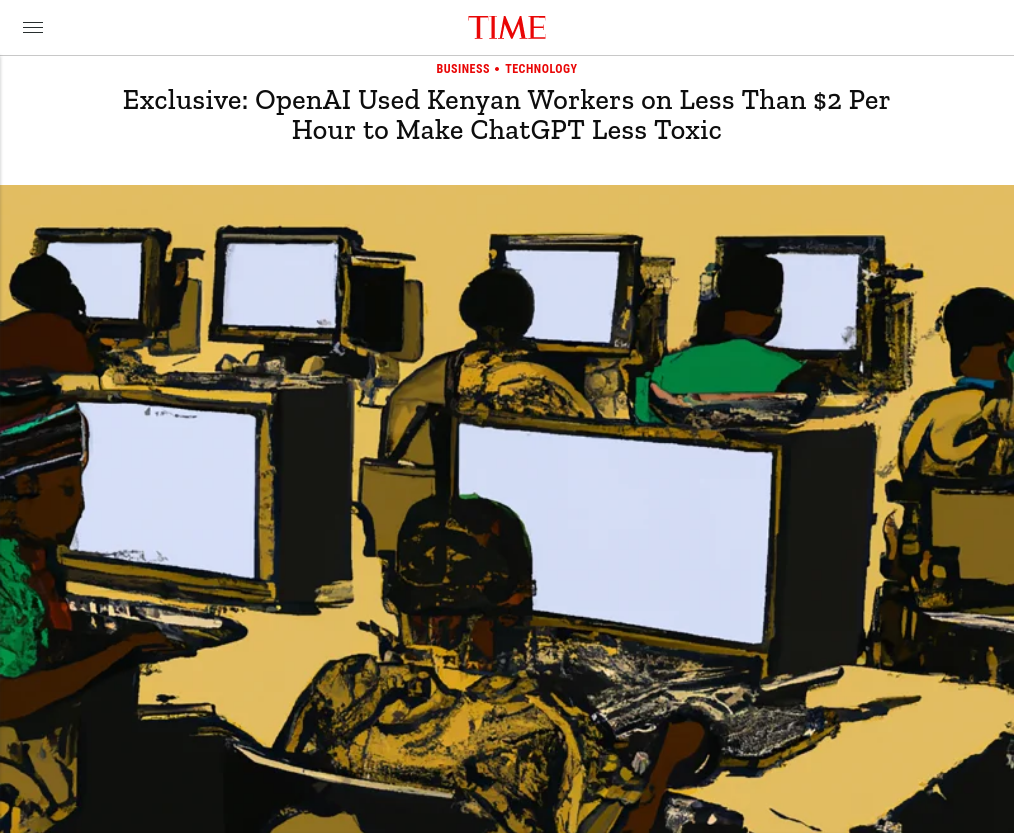 TIME
BUSINESS • TECHNOLOGY
Exclusive: OpenAI Used Kenyan Workers on Less Than $2 Per
Hour to Make ChatGPT Less Toxic